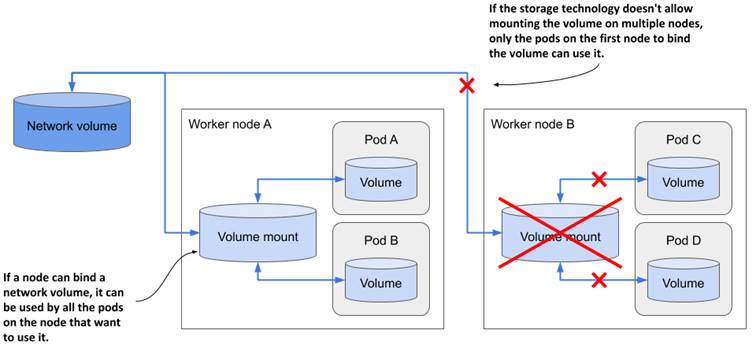 If the storage technology doesn't allow
mounting the volume on multiple nodes,
only the pods on the first node to bind
the volume can use it.
Network volume
Worker node A
Pod A
Volume
Volume mount
Pod B
Volume
Worker node B
Pod C
Volume
Volume mount
Pod D
Volume
If a node can bind a
network volume, it can
be used by all the pods
on the node that want
to use it.